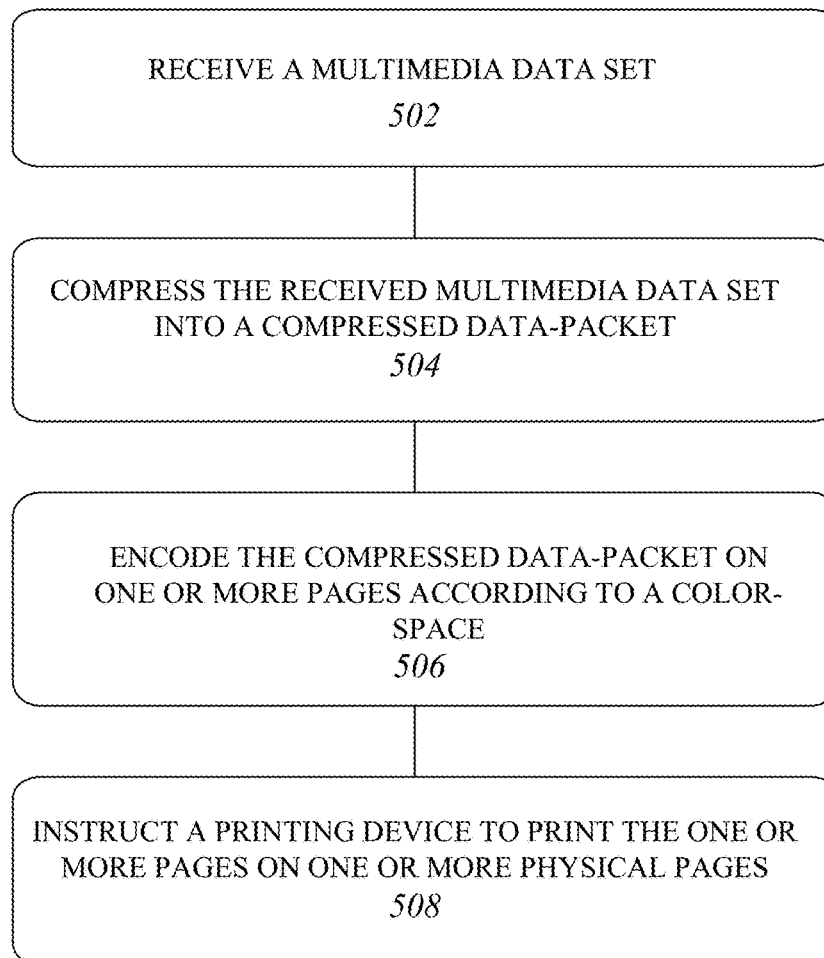 RECEIVE A MULTIMEDIA DATA SET
502
COMPRESS THE RECEIVED MULTIMEDIA DATA SET
INTO A COMPRESSED DATA-PACKET
504
ENCODE THE COMPRESSED DATA-PACKET ON
ONE OR MORE PAGES ACCORDING TO A COLOR-
SPACE
506
INSTRUCT A PRINTING DEVICE TO PRINT THE ONE OR
MORE PAGES ON ONE OR MORE PHYSICAL PAGES
508